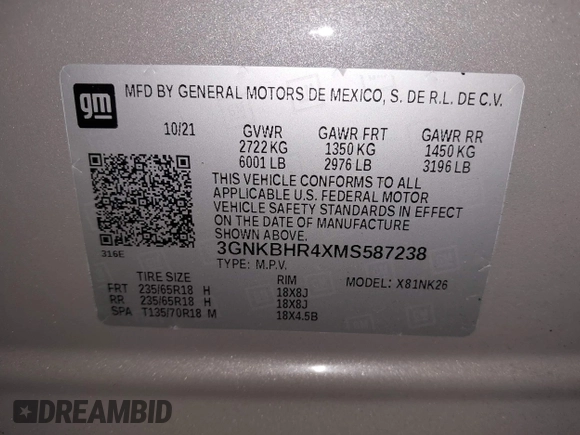 gm
MFD BY GENERAL MOTORS DE MEXICO, S. DE R.L. DE C.V.
10/21 GVWR GAWR FRT GAWR RR
2722 KG 1350 KG 1450 KG
6001 LB 2976 LB 3196 LB
THIS VEHICLE CONFORMS TO ALL
APPLICABLE U.S. FEDERAL MOTOR
VEHICLE SAFETY STANDARDS IN EFFECT
ON THE DATE OF MANUFACTURE
SHOWN ABOVE.
316E
3GNKBHR4XMS587238
TYPE: M.P.V.
TIRE SIZE RIM MODEL: X81NK26
FRT 235/65R18 H 18X8J
RR 235/65R18 H 18X8J
SPA T135/70R18 M 18X4.5B
DREAMBID